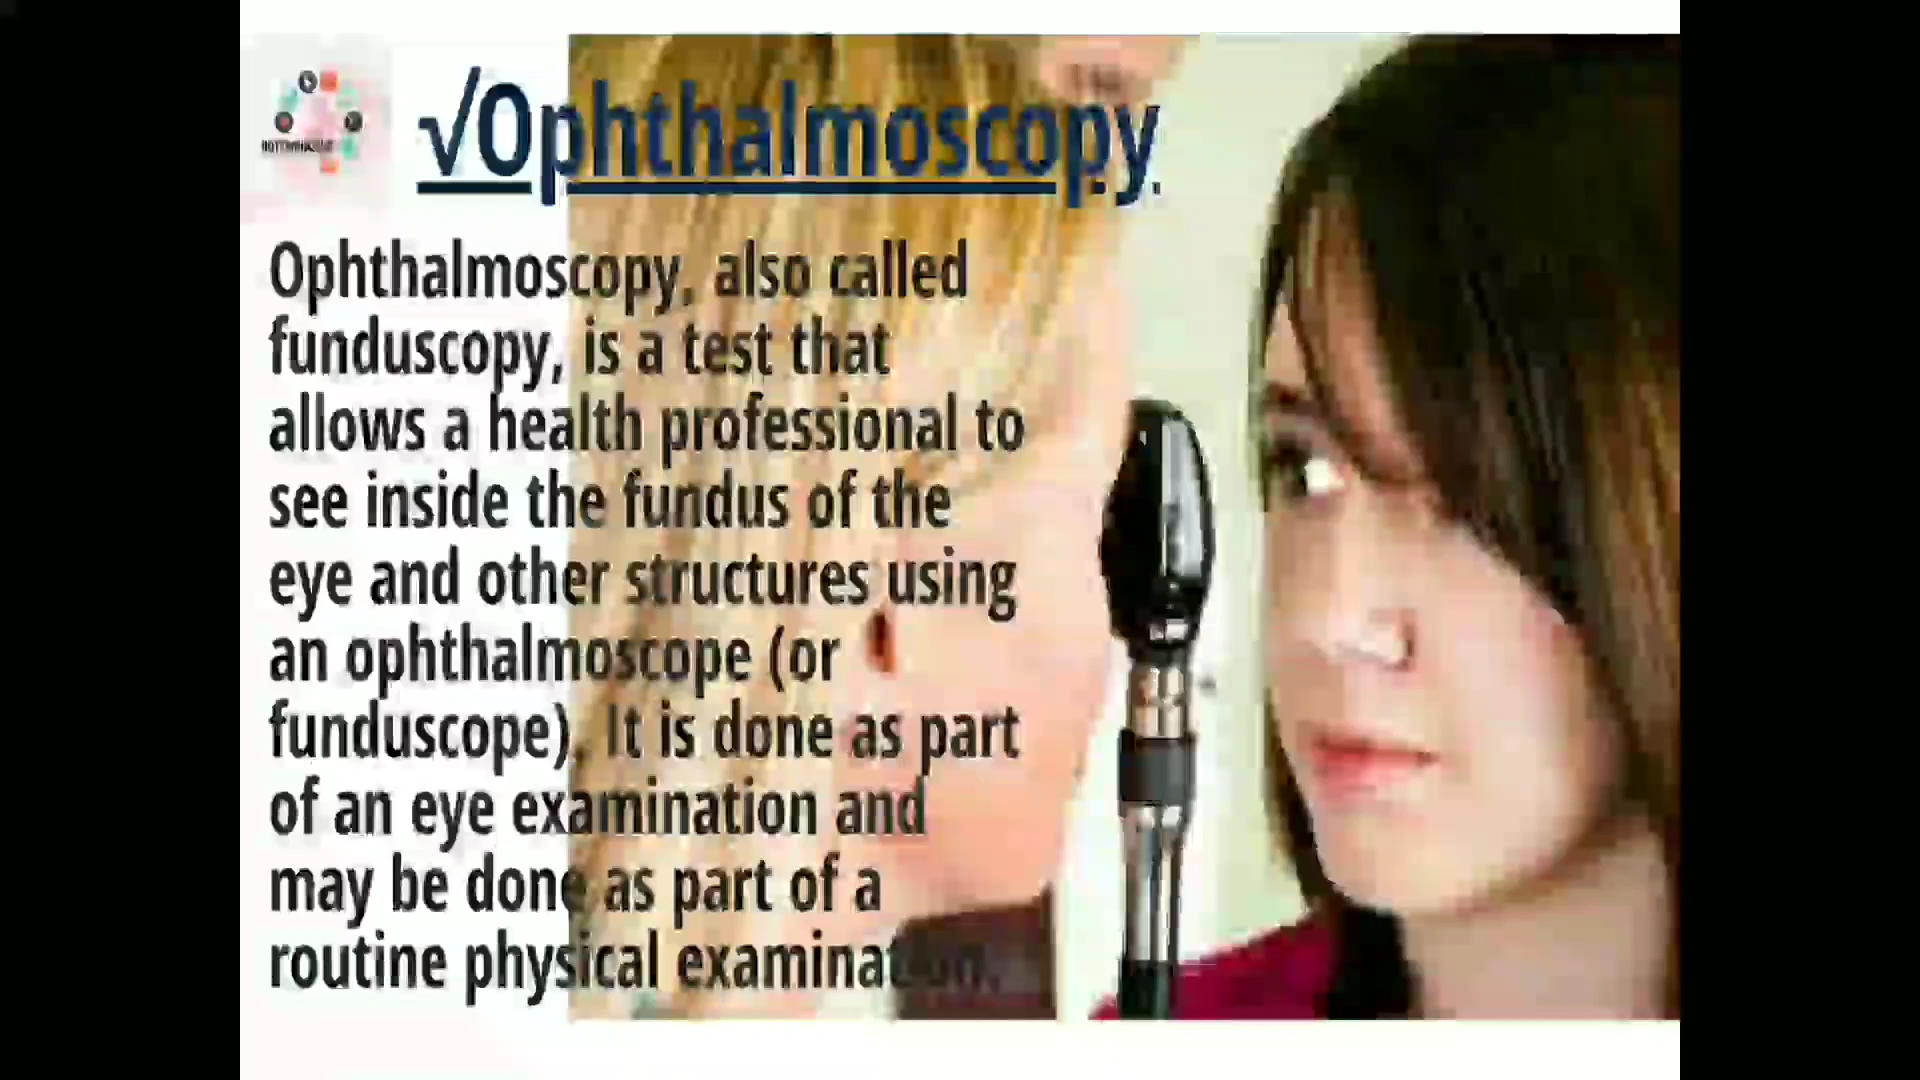 √Ophthalmoscopy.
Ophthalmoscopy, also called
funduscopy, is a test that
allows a health professional to
see inside the fundus of the
eye and other structures using
an ophthalmoscope (or
funduscope). It is done as part
of an eye examination and
may be done as part of a
routine physical examination.